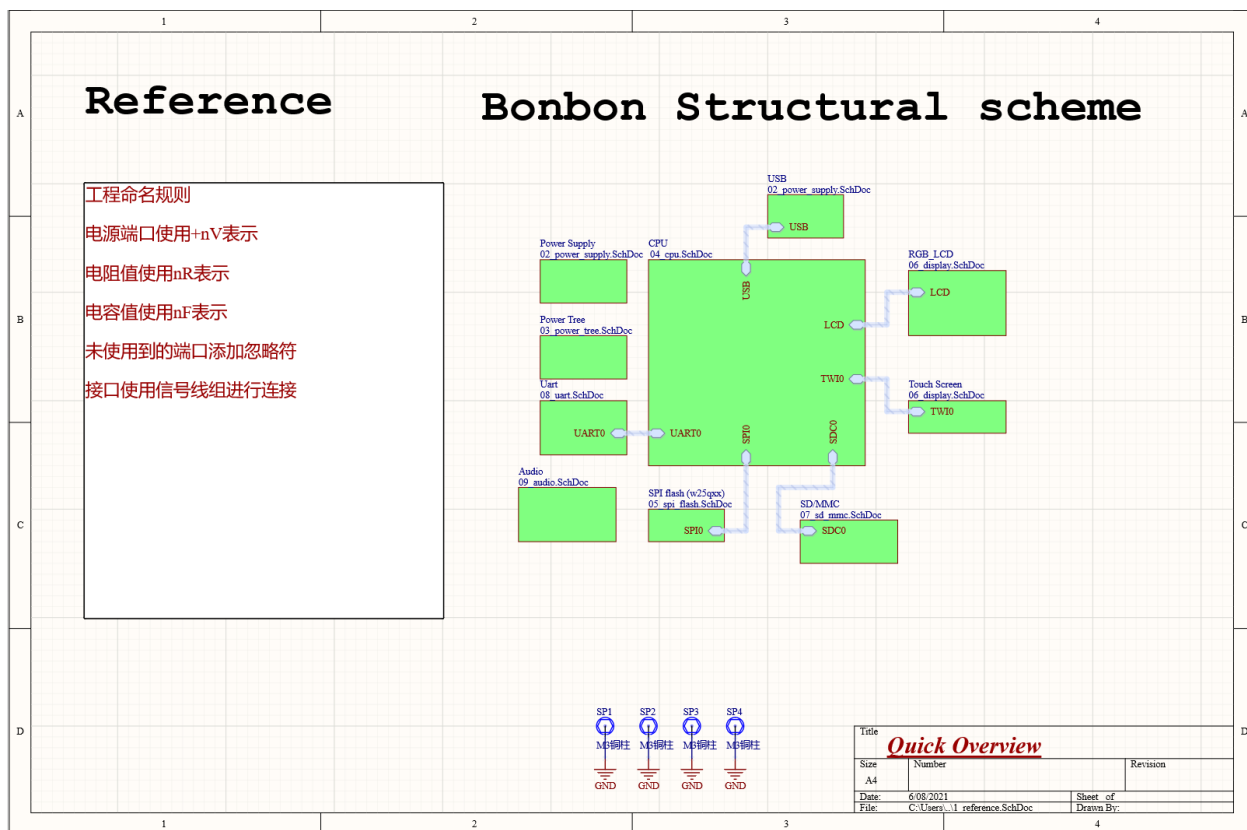 1 2 3 4
Reference
Bonbon Structural scheme
A A
工程命名规则
电源端口使用+nV表示
电阻值使用nR表示
电容值使用nF表示
未使用到的端口添加忽略符
接口使用信号线组进行连接
USB
02_power_supply.SchDoc
USB
Power Supply
02_power_supply.SchDoc
CPU
04_cpu.SchDoc
USB
RGB_LCD
06_display.SchDoc
LCD
LCD
B B
Power Tree
03_power_tree.SchDoc
TWI0
Touch Screen
06_display.SchDoc
TWI0
Uart
08_uart.SchDoc
UART0
UART0
SPI0
SDC0
Audio
09_audio.SchDoc
SPI flash (w25qxx)
05_spi_flash.SchDoc
SPI0
SD/MMC
07_sd_mmc.SchDoc
SDC0
C C
SP1 SP2 SP3 SP4
M3铜柱 M3铜柱 M3铜柱 M3铜柱
GND GND GND GND
D D
Title
Quick Overview
Size Number Revision
A4
Date: 6/08/2021 Sheet of
File: C:\Users\..\1_reference.SchDoc Drawn By:
1 2 3 4